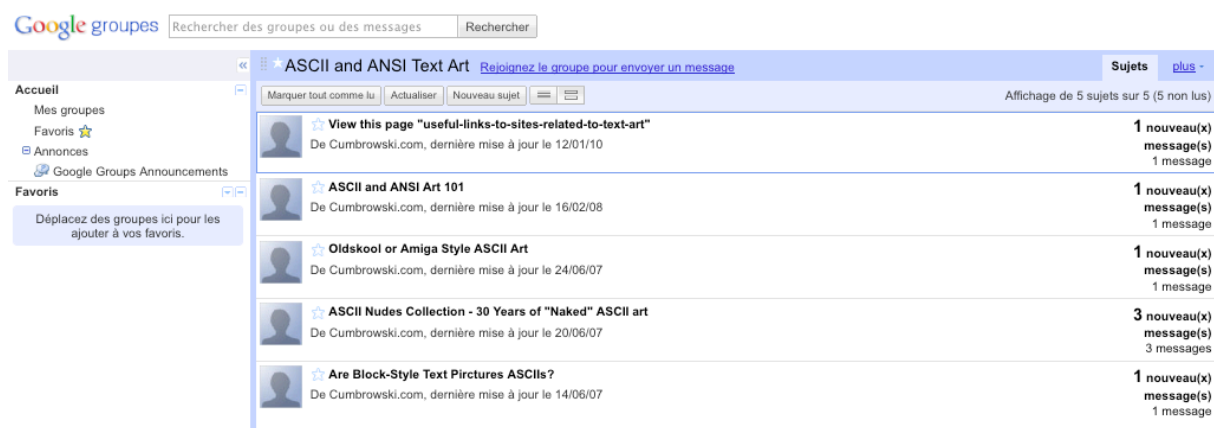 Google groupes
Rechercher des groupes ou des messages
Rechercher
«
ASCII and ANSI Text Art Rejoignez le groupe pour envoyer un message
Sujets plus
Accueil
Mes groupes
Favoris
Annonces
Google Groups Announcements
Favoris
Déplacez des groupes ici pour les
ajouter à vos favoris.
Marquer tout comme lu Actualiser Nouveau sujet
Affichage de 5 sujets sur 5 (5 non lus)
View this page "useful-links-to-sites-related-to-text-art"
De Cumbrowski.com, dernière mise à jour le 12/01/10
1 nouveau(x)
message(s)
1 message
ASCII and ANSI Art 101
De Cumbrowski.com, dernière mise à jour le 16/02/08
1 nouveau(x)
message(s)
1 message
Oldskool or Amiga Style ASCII Art
De Cumbrowski.com, dernière mise à jour le 24/06/07
1 nouveau(x)
message(s)
1 message
ASCII Nudes Collection - 30 Years of "Naked" ASCII art
De Cumbrowski.com, dernière mise à jour le 20/06/07
3 nouveau(x)
message(s)
3 messages
Are Block-Style Text Pirctures ASCIIs?
De Cumbrowski.com, dernière mise à jour le 14/06/07
1 nouveau(x)
message(s)
1 message